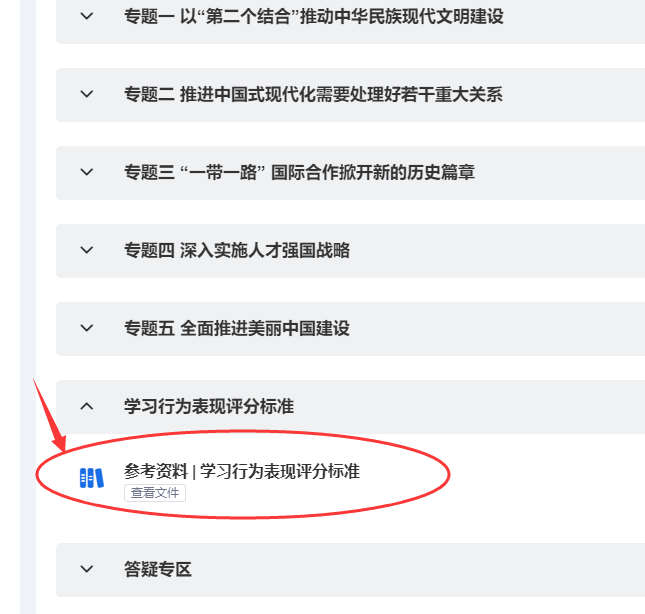 专题一 以“第二个结合”推动中华民族现代文明建设
专题二 推进中国式现代化需要处理好若干重大关系
专题三 “一带一路” 国际合作掀开新的历史篇章
专题四 深入实施人才强国战略
专题五 全面推进美丽中国建设
学习行为表现评分标准
参考资料 | 学习行为表现评分标准
查看文件
答疑专区